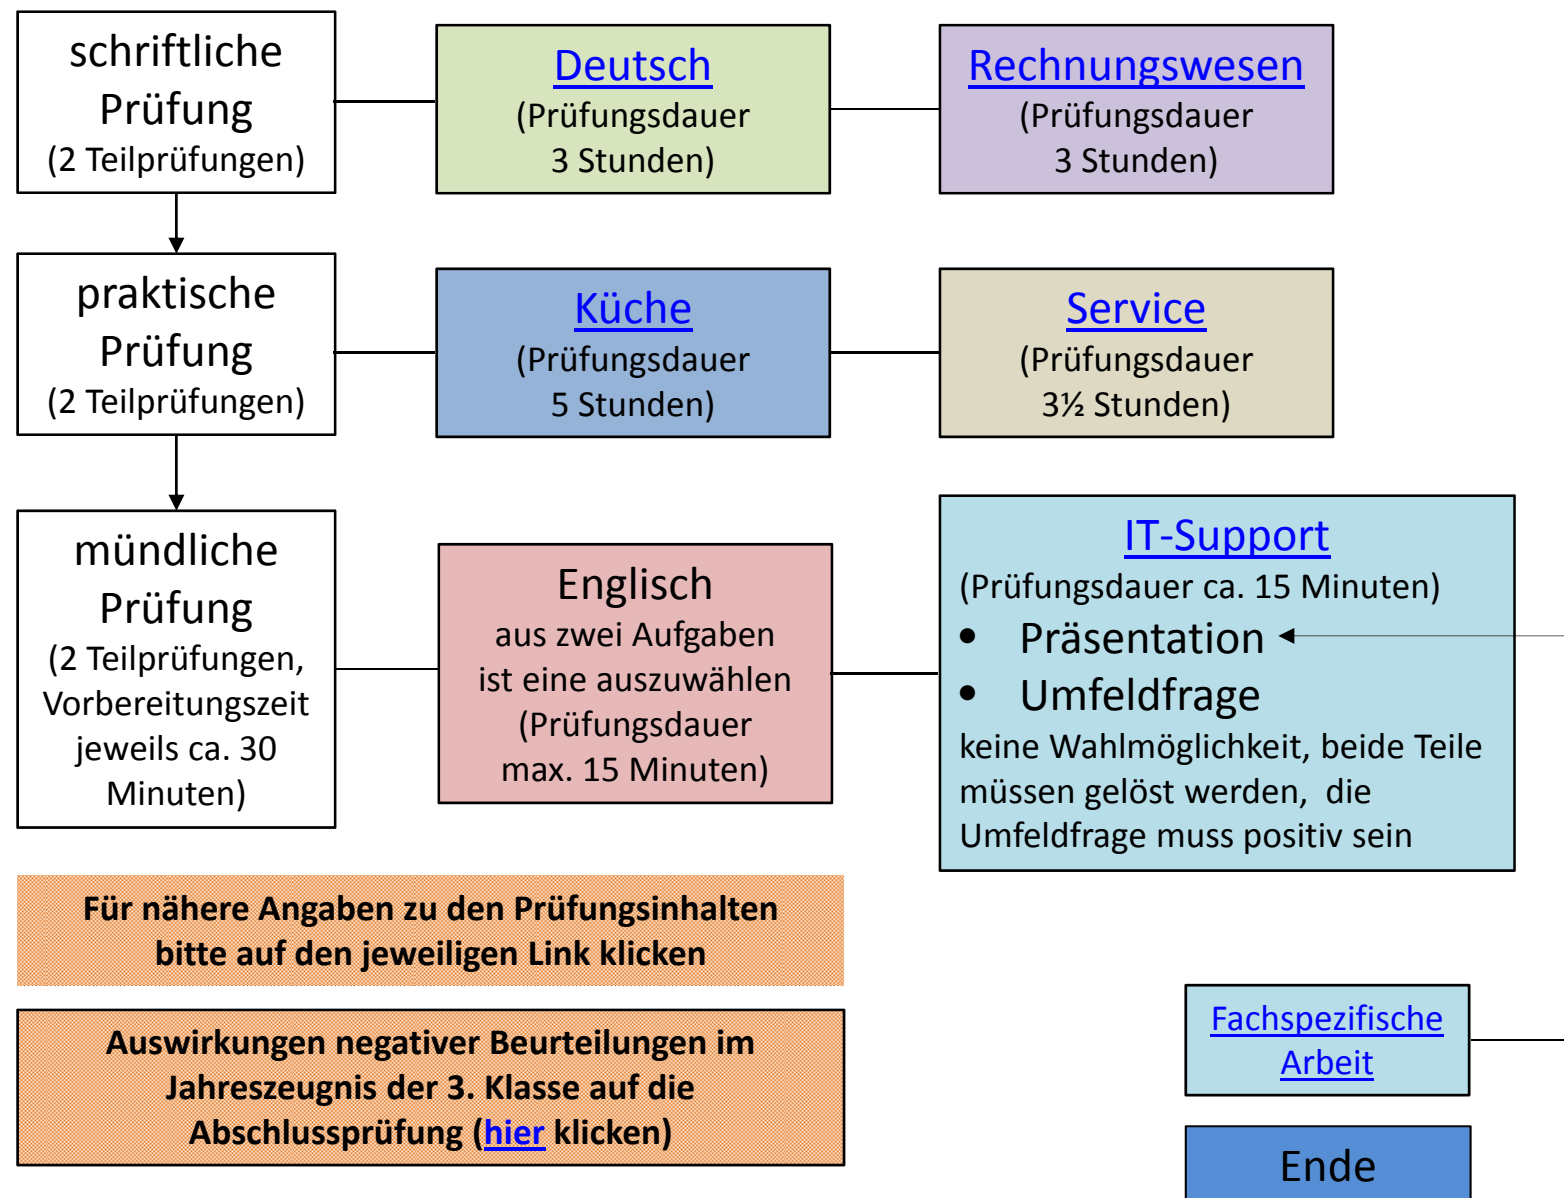 schriftliche
Prüfung
(2 Teilprüfungen)
Deutsch
(Prüfungsdauer
3 Stunden)
Rechnungswesen
(Prüfungsdauer
3 Stunden)
praktische
Prüfung
(2 Teilprüfungen)
Küche
(Prüfungsdauer
5 Stunden)
Service
(Prüfungsdauer
3½ Stunden)
mündliche
Prüfung
(2 Teilprüfungen,
Vorbereitungszeit
jeweils ca. 30
Minuten)
Englisch
aus zwei Aufgaben
ist eine auszuwählen
(Prüfungsdauer
max. 15 Minuten)
IT-Support
(Prüfungsdauer ca. 15 Minuten)
• Präsentation
• Umfeldfrage
keine Wahlmöglichkeit, beide Teile
müssen gelöst werden, die
Umfeldfrage muss positiv sein
Für nähere Angaben zu den Prüfungsinhalten
bitte auf den jeweiligen Link klicken
Auswirkungen negativer Beurteilungen im
Jahreszeugnis der 3. Klasse auf die
Abschlussprüfung (hier klicken)
Fachspezifische
Arbeit
Ende